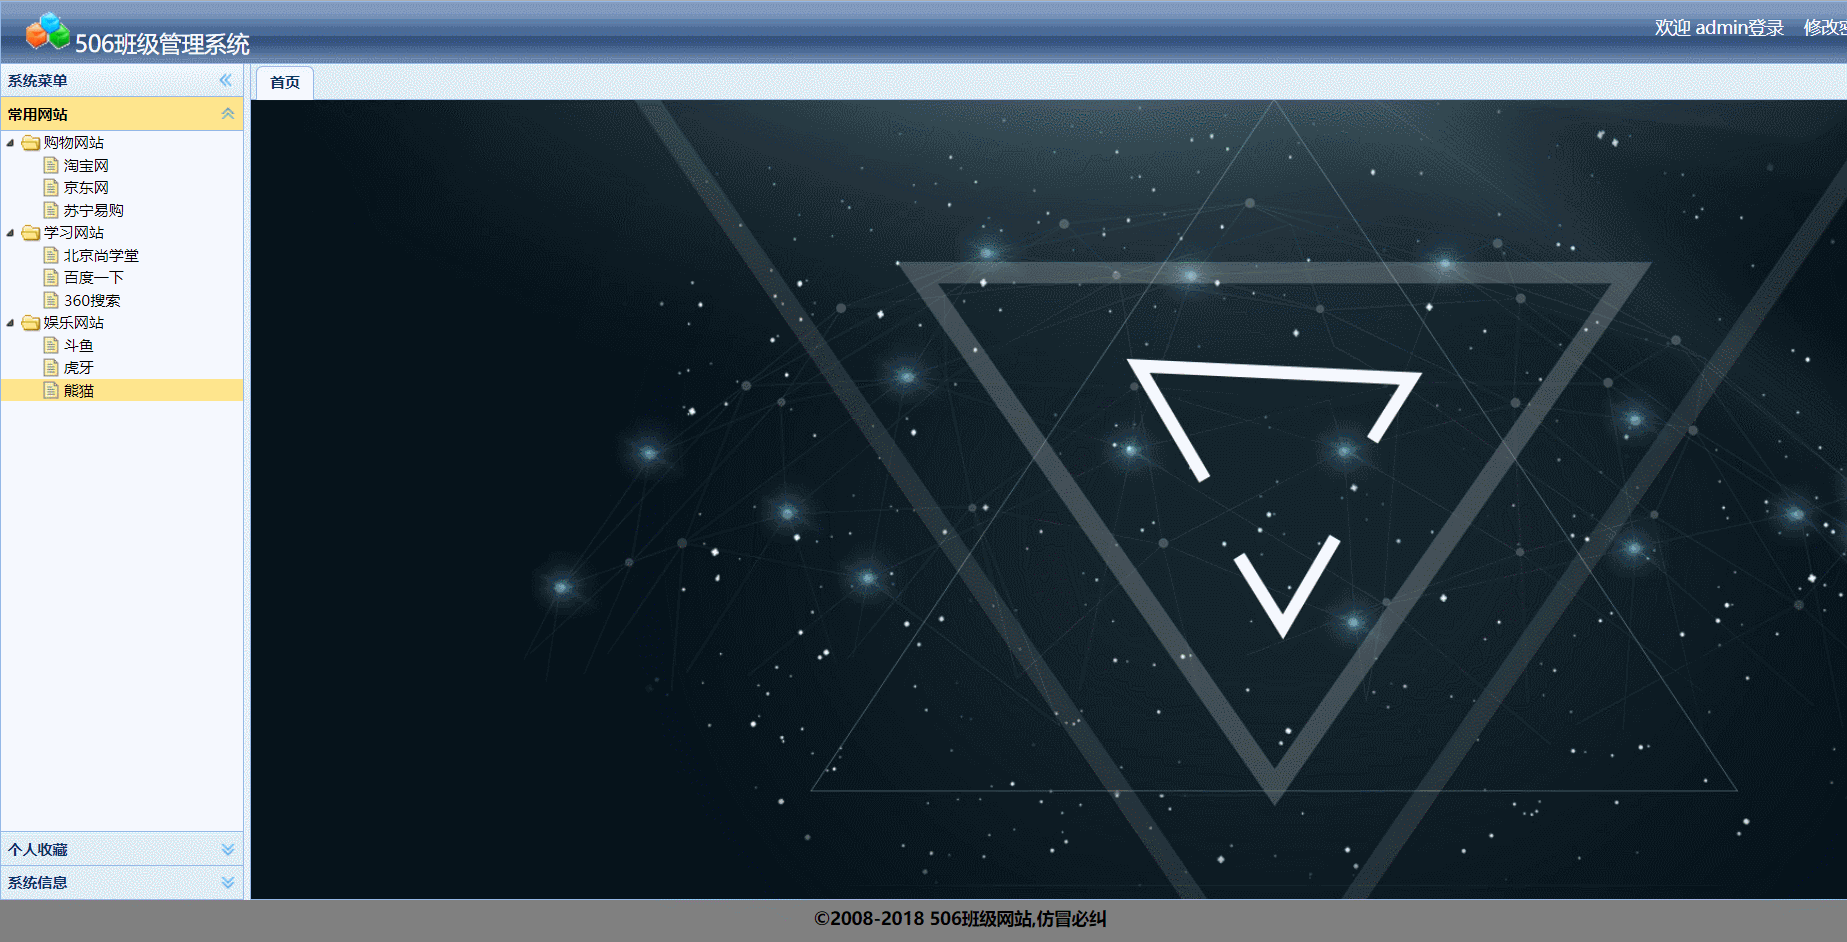 506班级管理系统
欢迎 admin登录 修改密
系统菜单
首页
常用网站
购物网站
淘宝网
京东网
苏宁易购
学习网站
北京尚学堂
百度一下
360搜索
娱乐网站
斗鱼
虎牙
熊猫
个人收藏
系统信息
©2008-2018 506班级网站,仿冒必纠